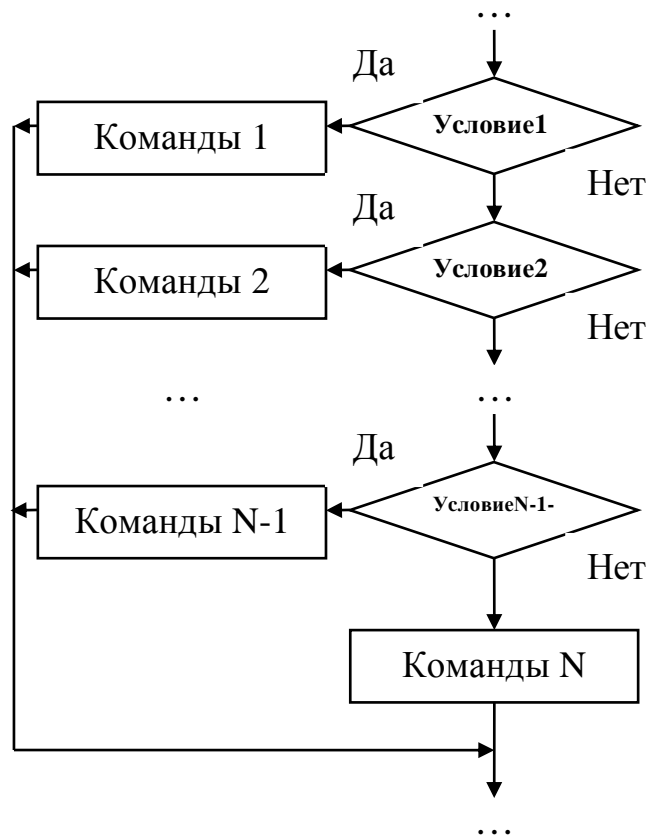 …
Да
Команды 1
Условие1
Нет
Да
Команды 2
Условие2
Нет
…
…
Да
Команды N-1
УсловиеN-1-
Нет
Команды N
…